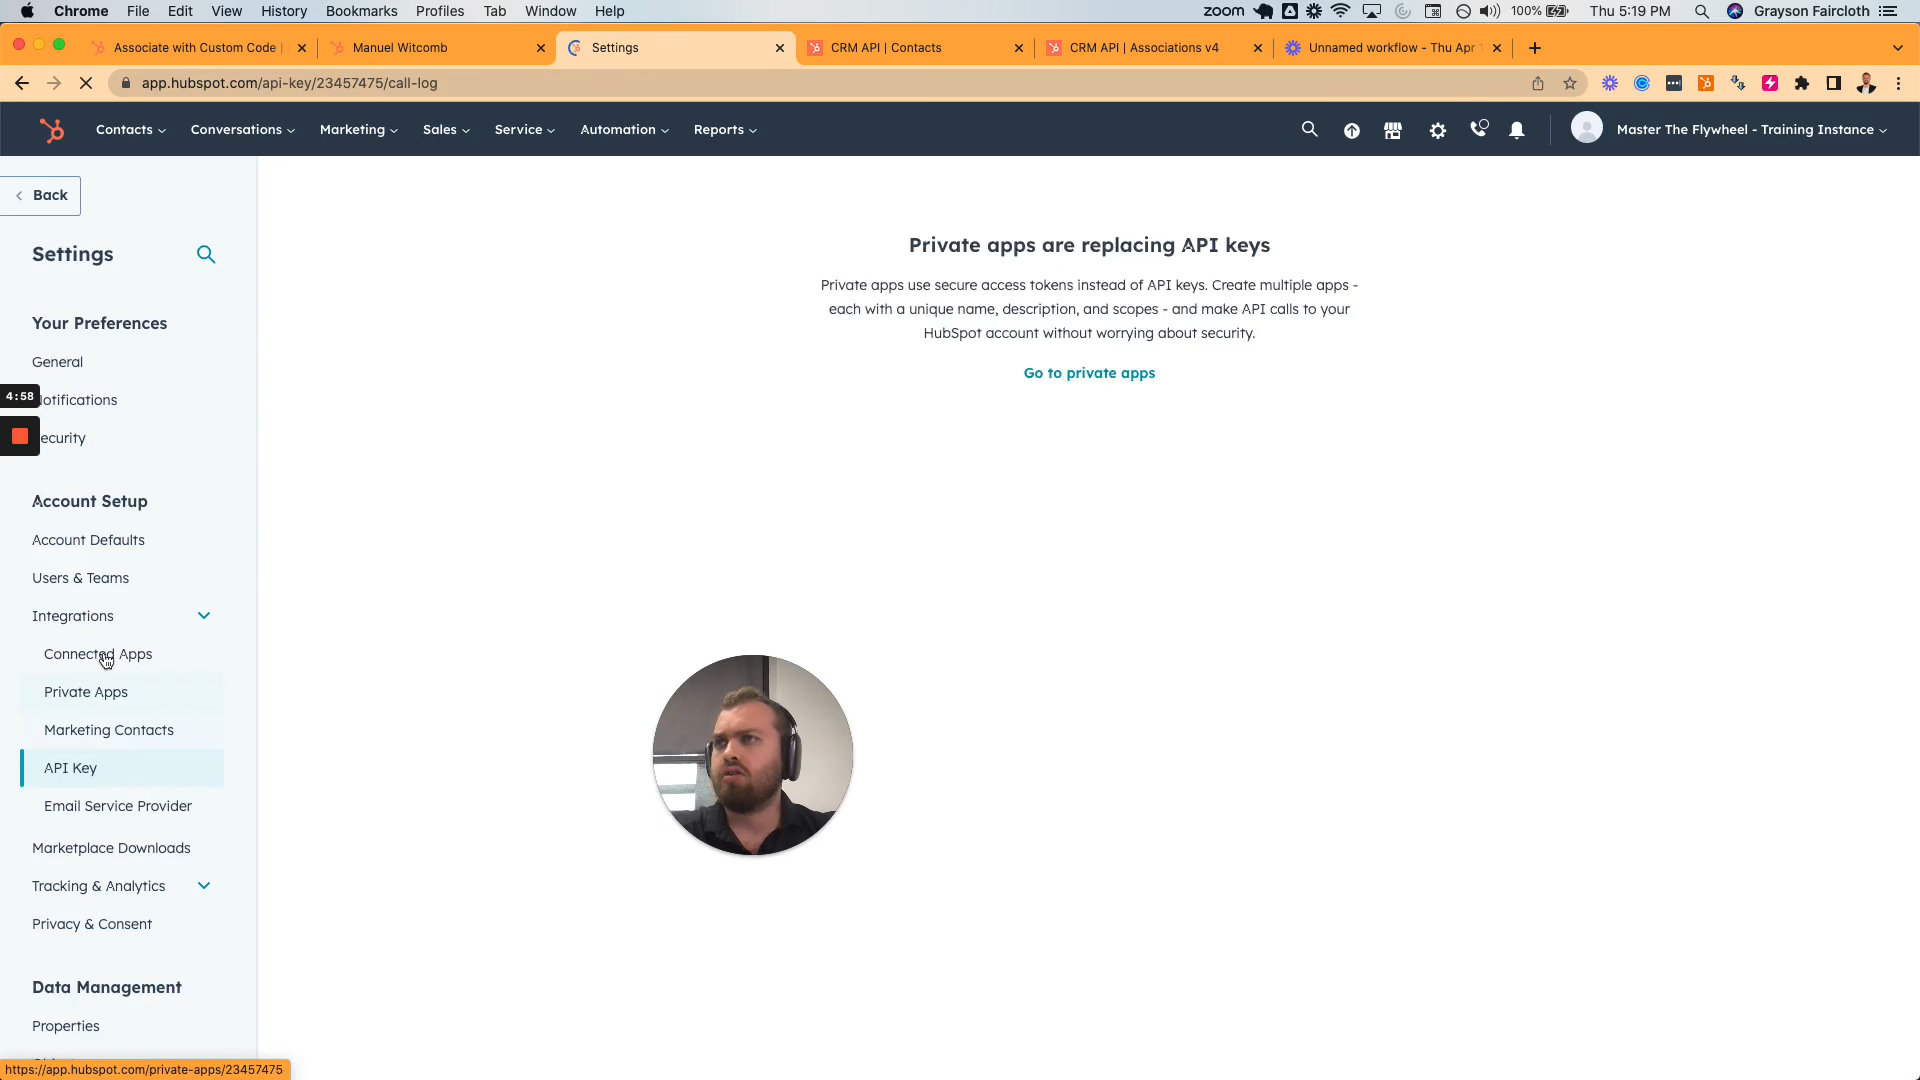 Chrome File Edit View History Bookmarks Profiles Tab Window Help zoom 100% Thu 5:19 PM Grayson Faircloth
Associate with Custom Code | Manuel Witcomb Settings CRM API | Contacts CRM API | Associations v4 Unnamed workflow - Thu Apr
app.hubspot.com/api-key/23457475/call-log
Contacts Conversations Marketing Sales Service Automation Reports Master The Flywheel - Training Instance
Back
Settings
Your Preferences
General
4:58
otifications
ecurity
Account Setup
Account Defaults
Users & Teams
Integrations
Connected Apps
Private Apps
Marketing Contacts
API Key
Email Service Provider
Marketplace Downloads
Tracking & Analytics
Privacy & Consent
Data Management
Properties
https://app.hubspot.com/private-apps/23457475
Private apps are replacing API keys
Private apps use secure access tokens instead of API keys. Create multiple apps -
each with a unique name, description, and scopes - and make API calls to your
HubSpot account without worrying about security.
Go to private apps